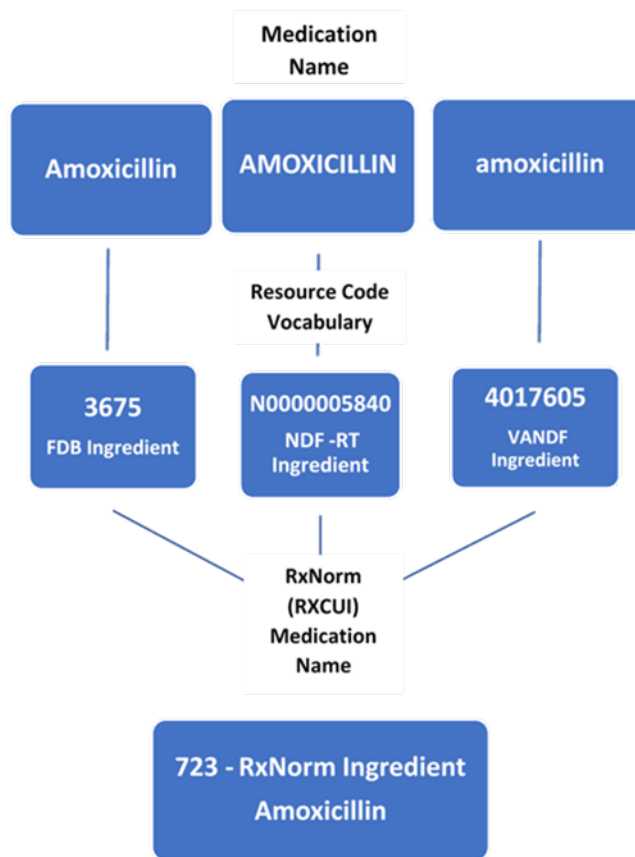 Medication
Name
Amoxicillin
AMOXICILLIN
amoxicillin
Resource Code
Vocabulary
3675
FDB Ingredient
N0000005840
NDF -RT
Ingredient
4017605
VANDF
Ingredient
RxNorm
(RXCUI)
Medication
Name
723 - RxNorm Ingredient
Amoxicillin